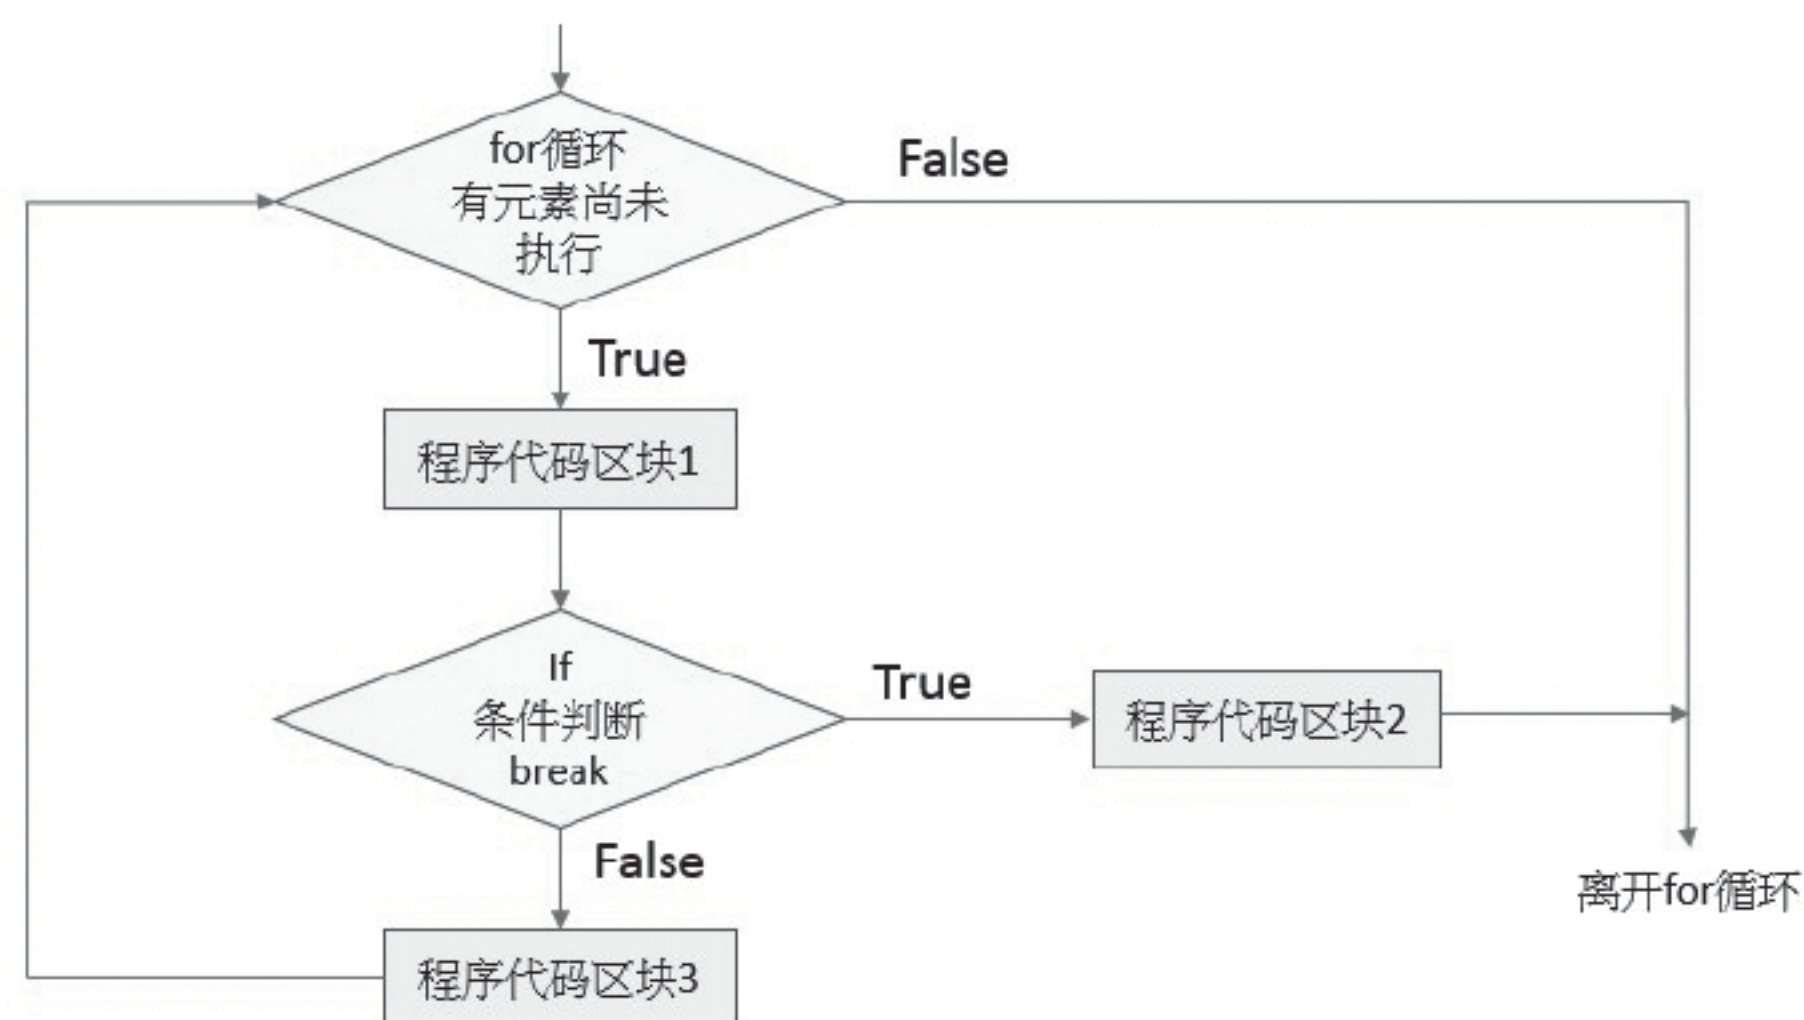 for循环
有元素尚未
执行
False
True
程序代码区块1
If
条件判断
break
True
程序代码区块2
False
离开for循环
程序代码区块3